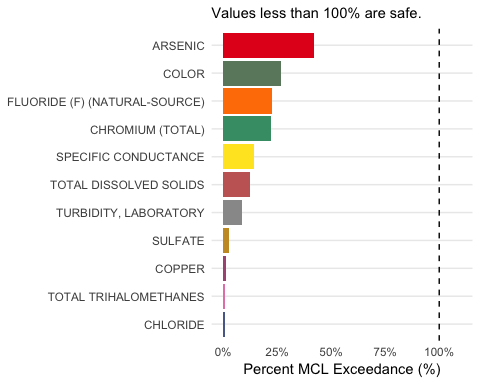 Values less than 100% are safe.
ARSENIC
COLOR
FLUORIDE (F) (NATURAL-SOURCE)
CHROMIUM (TOTAL)
SPECIFIC CONDUCTANCE
TOTAL DISSOLVED SOLIDS
TURBIDITY, LABORATORY
SULFATE
COPPER
TOTAL TRIHALOMETHANES
CHLORIDE
0% 25% 50% 75% 100%
Percent MCL Exceedance (%)